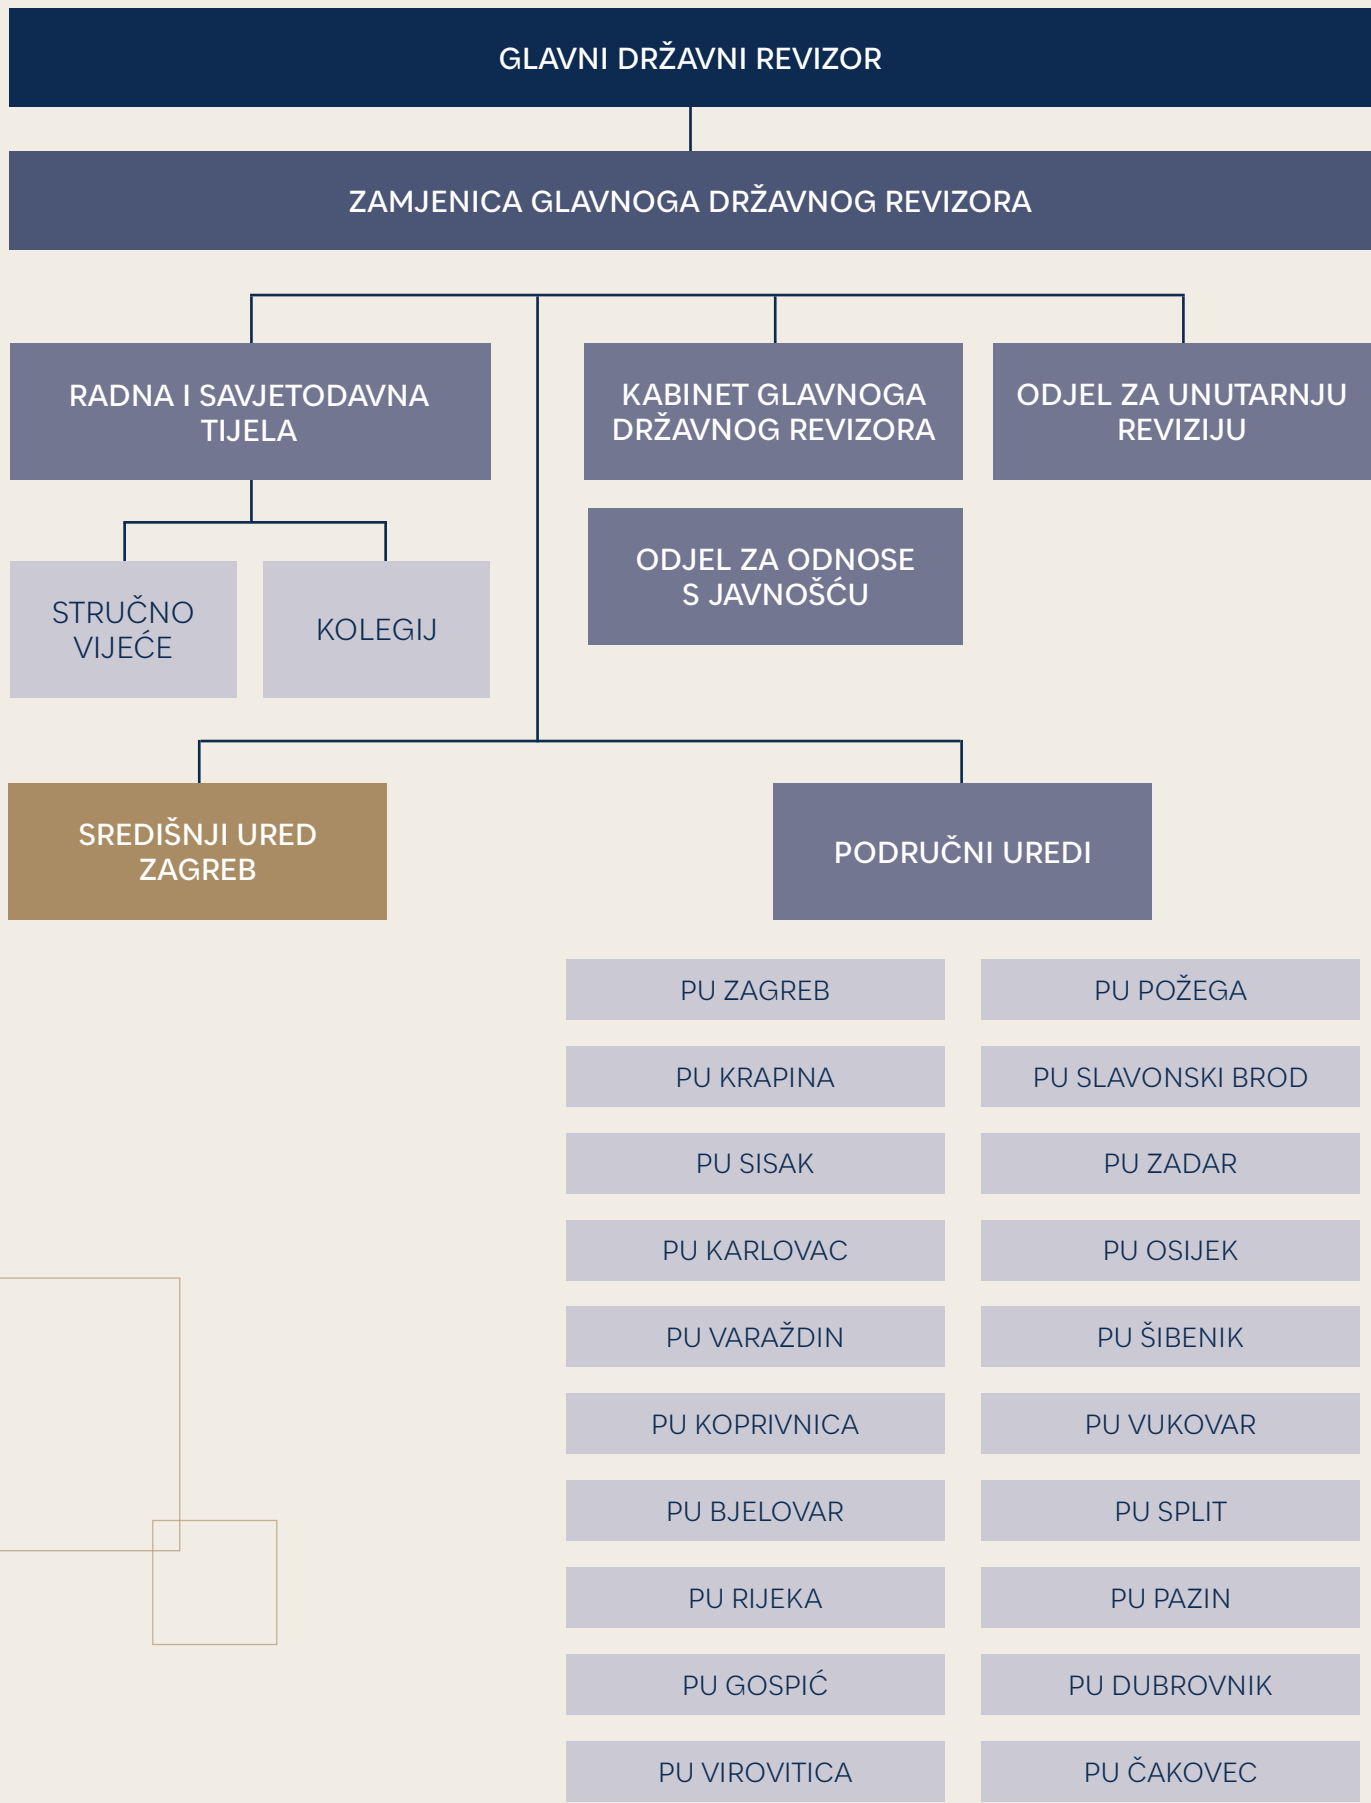 GLAVNI DRŽAVNI REVIZOR
ZAMJENICA GLAVNOGA DRŽAVNOG REVIZORA
RADNA I SAVJETODAVNA
TIJELA
KABINET GLAVNOGA
DRŽAVNOG REVIZORA
ODJEL ZA UNUTARNJU
REVIZIJU
ODJEL ZA ODNOSE
S JAVNOŠĆU
STRUČNO
VIJEĆE
KOLEGIJ
SREDIŠNJI URED
ZAGREB
PODRUČNI UREDI
PU ZAGREB
PU POŽEGA
PU KRAPINA
PU SLAVONSKI BROD
PU SISAK
PU ZADAR
PU KARLOVAC
PU OSIJEK
PU VARAŽDIN
PU ŠIBENIK
PU KOPRIVNICA
PU VUKOVAR
PU BJELOVAR
PU SPLIT
PU RIJEKA
PU PAZIN
PU GOSPIĆ
PU DUBROVNIK
PU VIROVITICA
PU ČAKOVEC